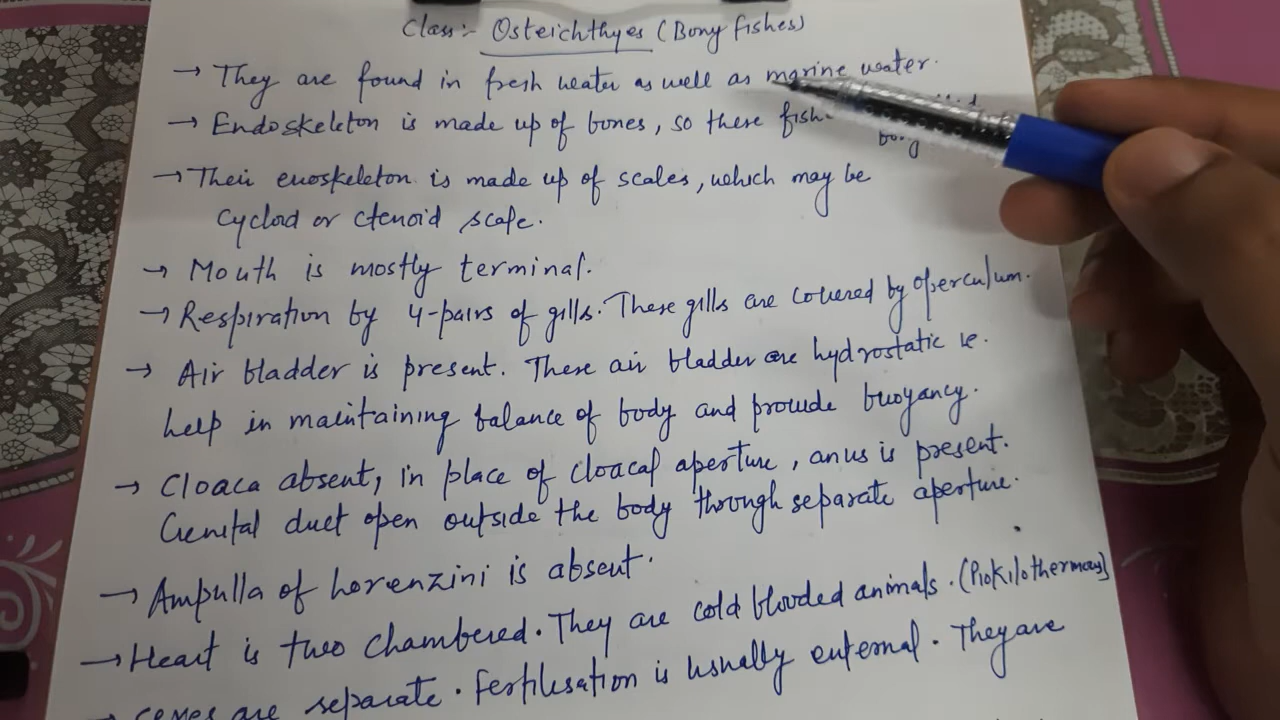 Class:- Osteichthyes (Bony fishes)
→ They are found in fresh water as well as marine water.
→ Endoskeleton is made up of bones, so these bony
→ Their exoskeleton is made up of scales, which may be
Cycloid or Ctenoid scale.
→ Mouth is mostly terminal.
→ Respiration by 4-pairs of gills. These gills are covered by operculum.
→ Air bladder is present. These air bladder are hydrostatic ie.
help in maintaining balance of body and provide buoyancy.
→ Cloaca absent, in place of cloacal aperture, anus is present.
Genital duct open outside the body through separate aperture.
→ Ampulla of Lorenzini is absent.
→ Heart is two chambered. They are cold blooded animals. (Piokilothermous)
are separate. Fertilisation is usually external. They are